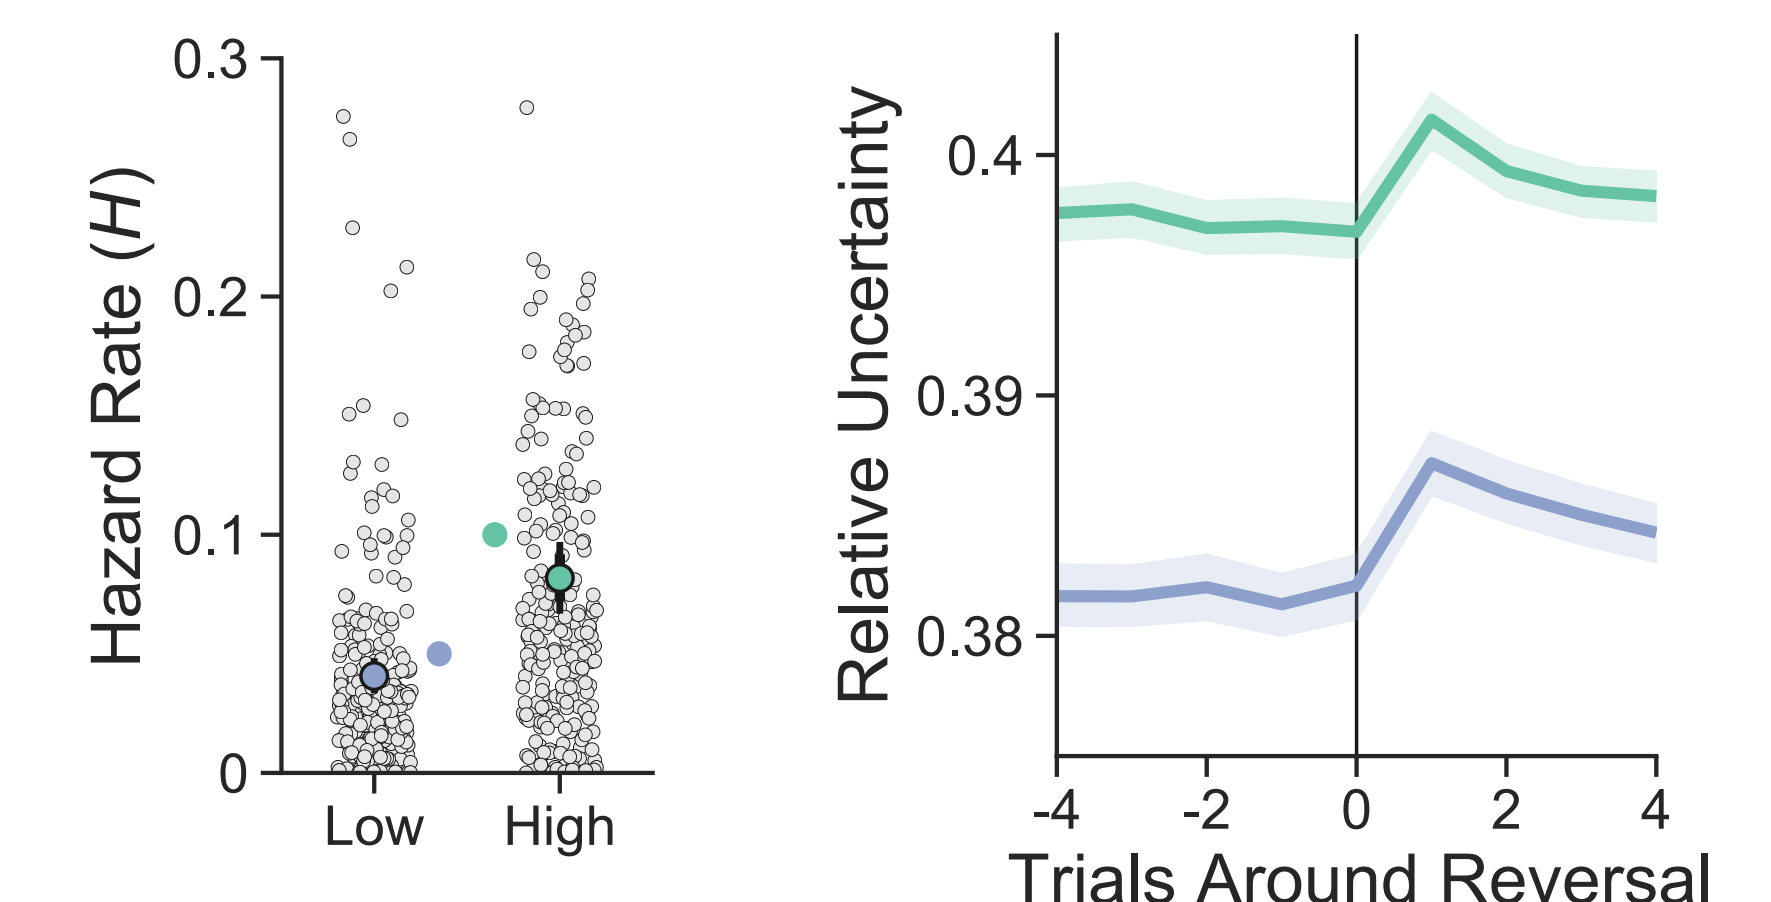 Hazard Rate (H)
0.3
0.2
0.1
0
Low High
Relative Uncertainty
0.4
0.39
0.38
-4 -2 0 2 4
Trials Around Reversal